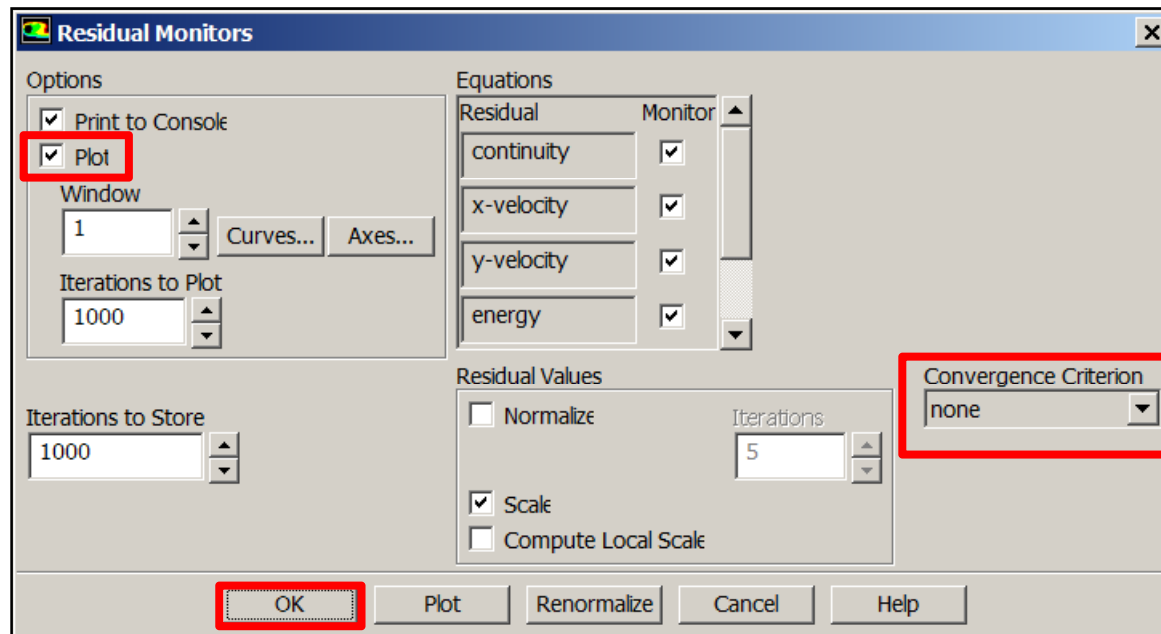 Residual Monitors
Options
Print to Console
Plot
Window
1
Curves...
Axes...
Iterations to Plot
1000
Iterations to Store
1000
Equations
Residual Monitor
continuity
x-velocity
y-velocity
energy
Residual Values
Normalize
Iterations
5
Scale
Compute Local Scale
Convergence Criterion
none
OK
Plot
Renormalize
Cancel
Help